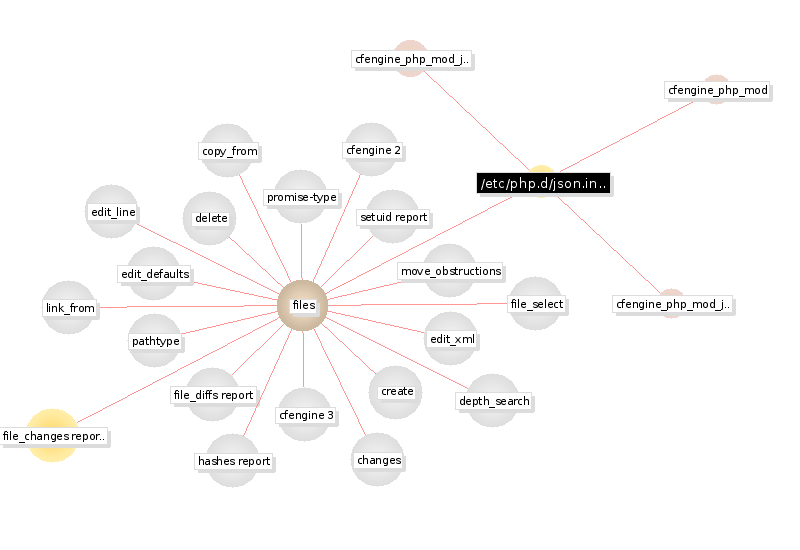 cfengine_php_mod_j..
cfengine_php_mod
copy_from
cfengine 2
/etc/php.d/json.in..
promise-type
edit_line
delete
setuid report
edit_defaults
move_obstructions
link_from
files
file_select
cfengine_php_mod_j..
pathtype
edit_xml
file_diffs report
create
depth_search
cfengine 3
file_changes repor..
hashes report
changes